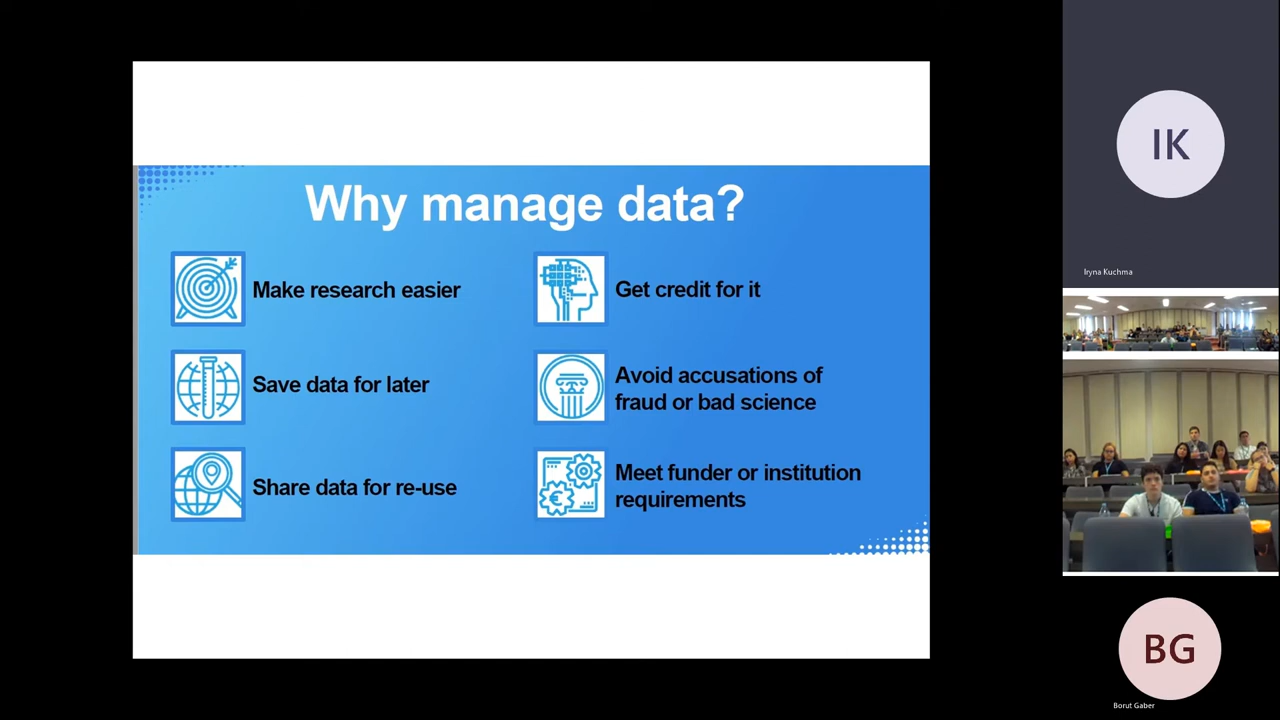 Why manage data?
Make research easier
Save data for later
Share data for re-use
Get credit for it
Avoid accusations of
fraud or bad science
€
Meet funder or institution
requirements
IK
Iryna Kuchma
BG
Borut Gaber